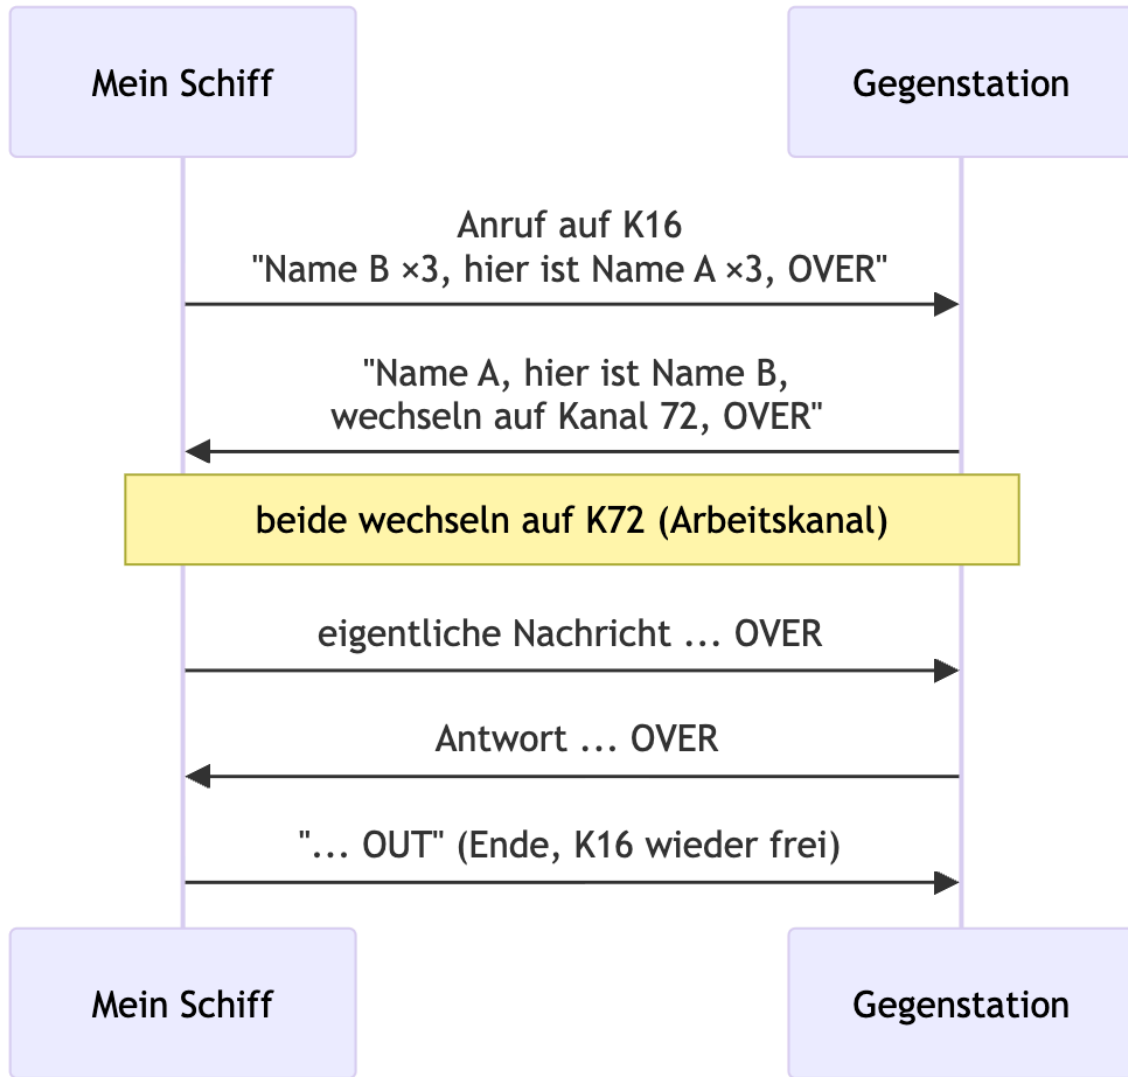 Mein Schiff
Gegenstation
Anruf auf K16
"Name B ×3, hier ist Name A ×3, OVER"
"Name A, hier ist Name B,
wechseln auf Kanal 72, OVER"
beide wechseln auf K72 (Arbeitskanal)
eigentliche Nachricht ... OVER
Antwort ... OVER
"... OUT" (Ende, K16 wieder frei)
Mein Schiff
Gegenstation